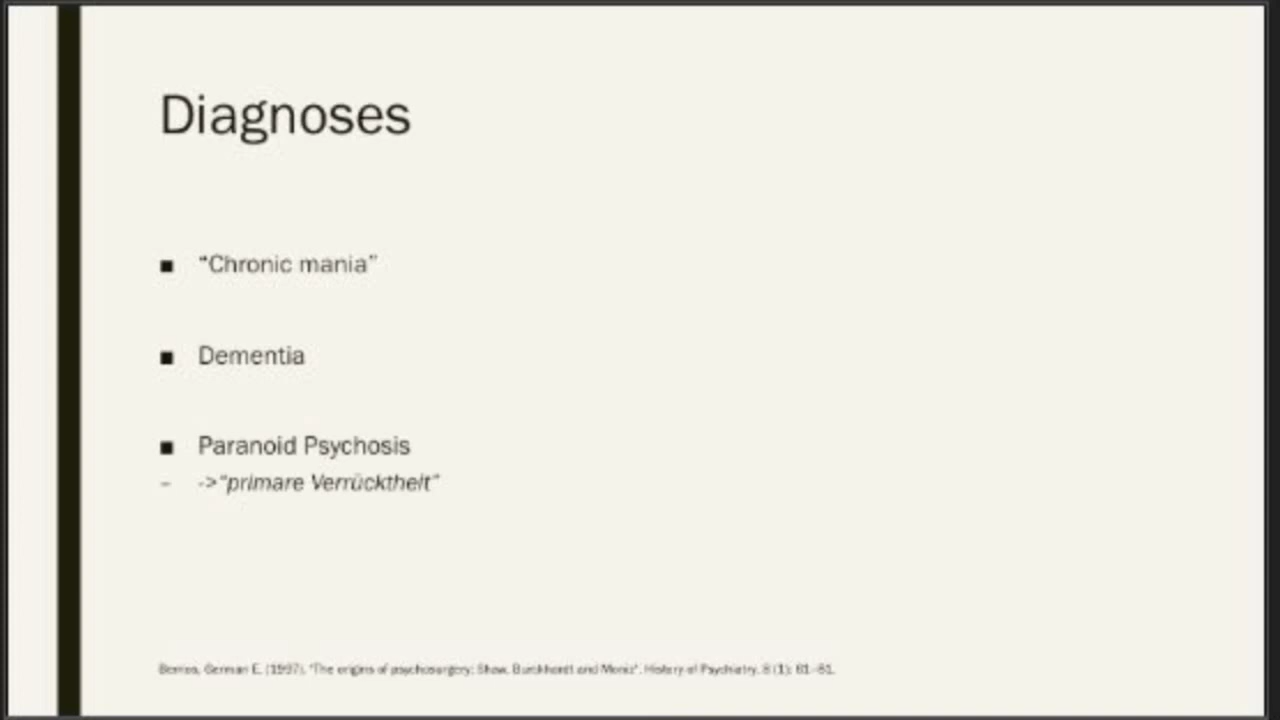 Diagnoses
■ “Chronic mania”
■ Dementia
■ Paranoid Psychosis
– ->“primare Verrücktheit”
Berrios, German E. (1997). "The origins of psychosurgery: Shaw, Burckhardt and Moniz". History of Psychiatry. 8 (1): 61–81.